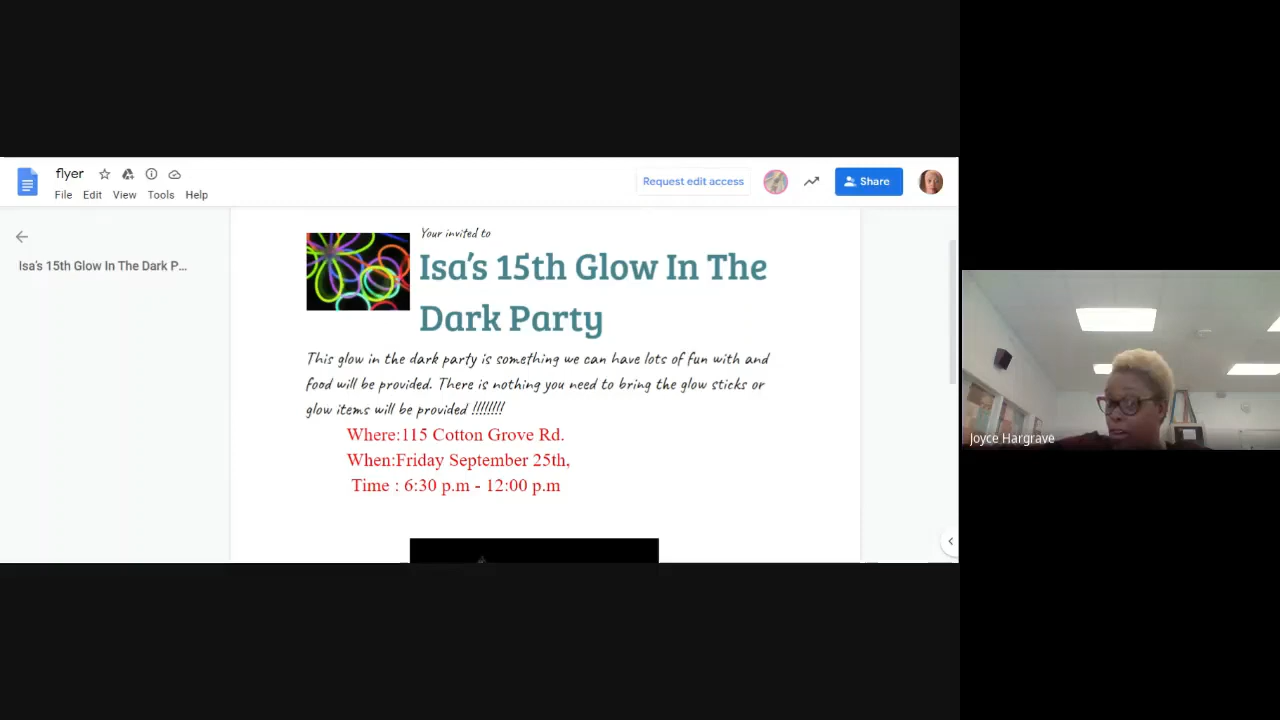 flyer
File Edit View Tools Help
Request edit access
Share
Isa's 15th Glow In The Dark P...
Your invited to
Isa's 15th Glow In The
Dark Party
This glow in the dark party is something we can have lots of fun with and
food will be provided. There is nothing you need to bring the glow sticks or
glow items will be provided !!!!!!!!
Where:115 Cotton Grove Rd.
When:Friday September 25th,
Time : 6:30 p.m - 12:00 p.m
Joyce Hargrave